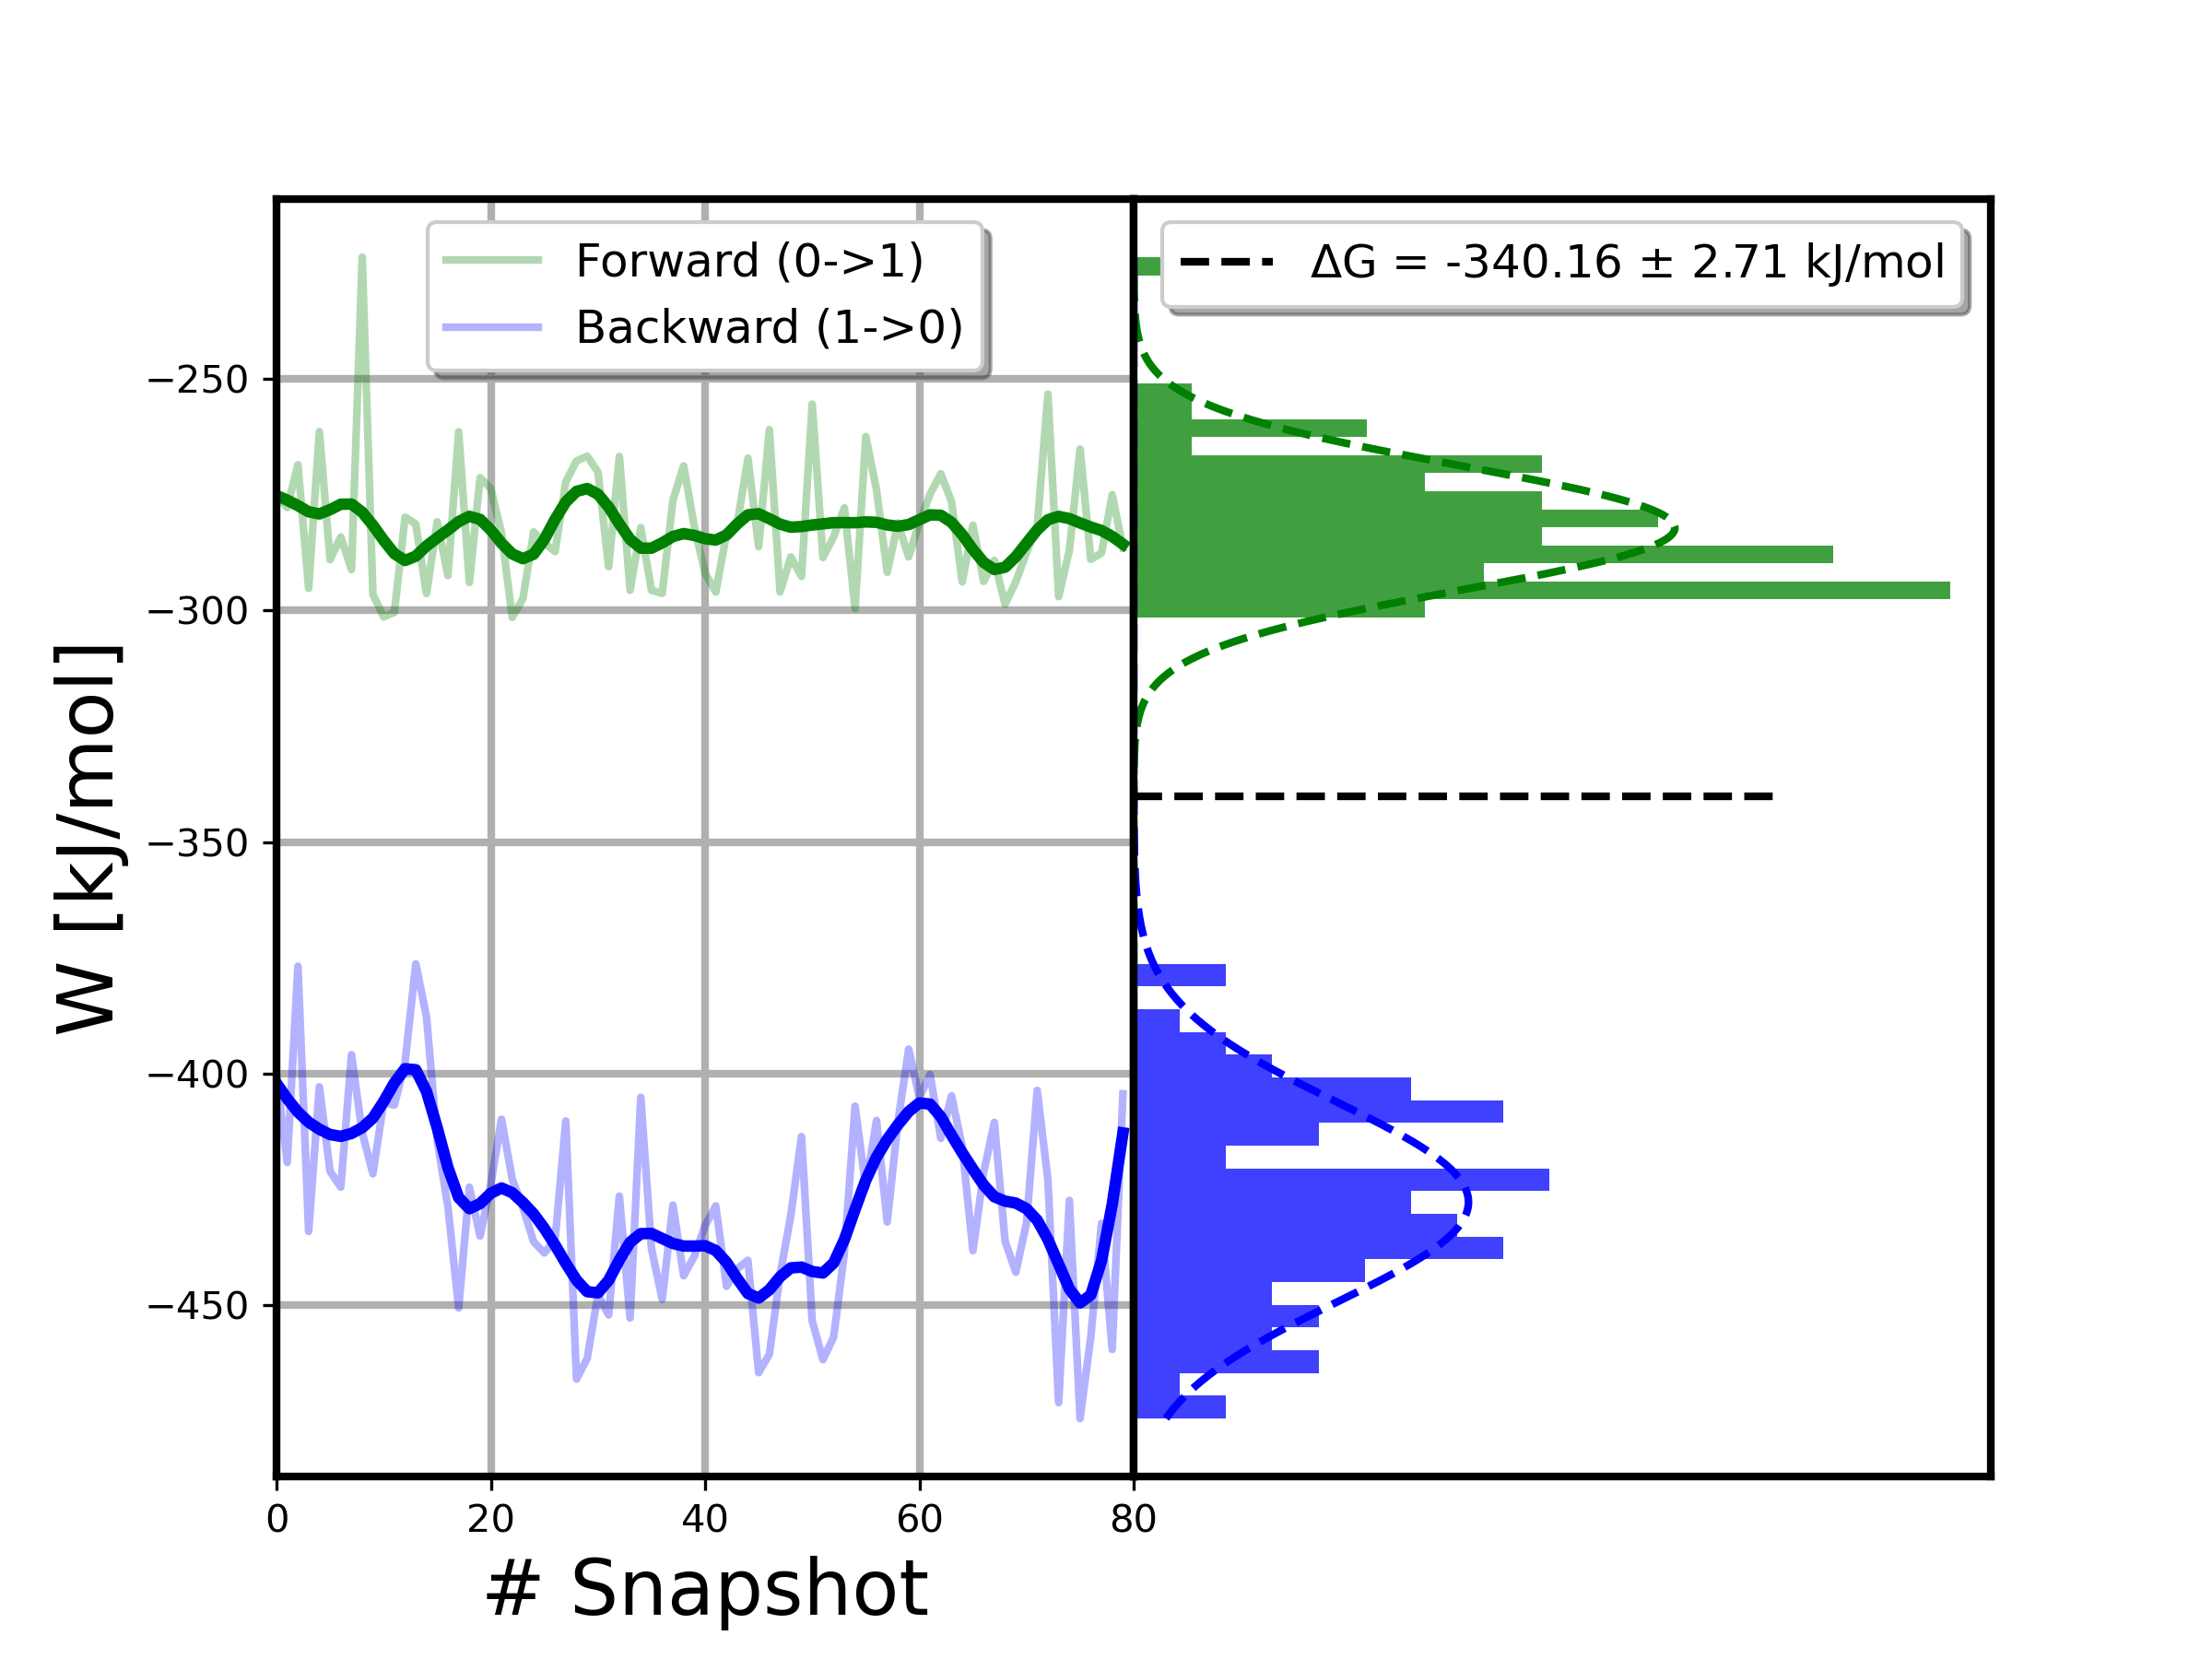 Forward (0->1)
Backward (1->0)
ΔG = -340.16 ± 2.71 kJ/mol
W [kJ/mol]
−250
−300
−350
−400
−450
0 20 40 60 80
# Snapshot